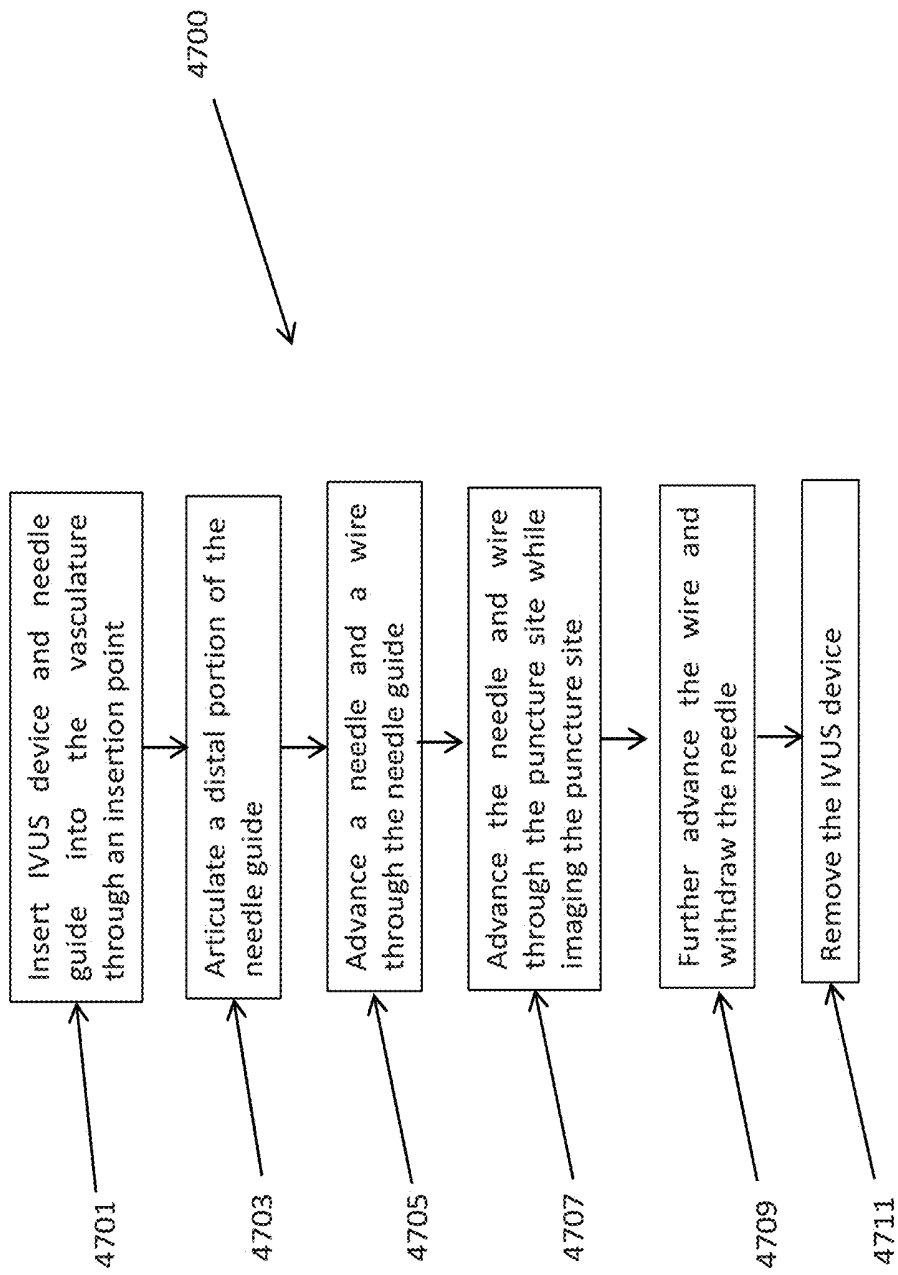 4700
4701
Insert IVUS device and needle
guide into the vasculature
through an insertion point
4703
Articulate a distal portion of the
needle guide
4705
Advance a needle and a wire
through the needle guide
4707
Advance the needle and wire
through the puncture site while
imaging the puncture site
4709
Further advance the wire and
withdraw the needle
4711
Remove the IVUS device